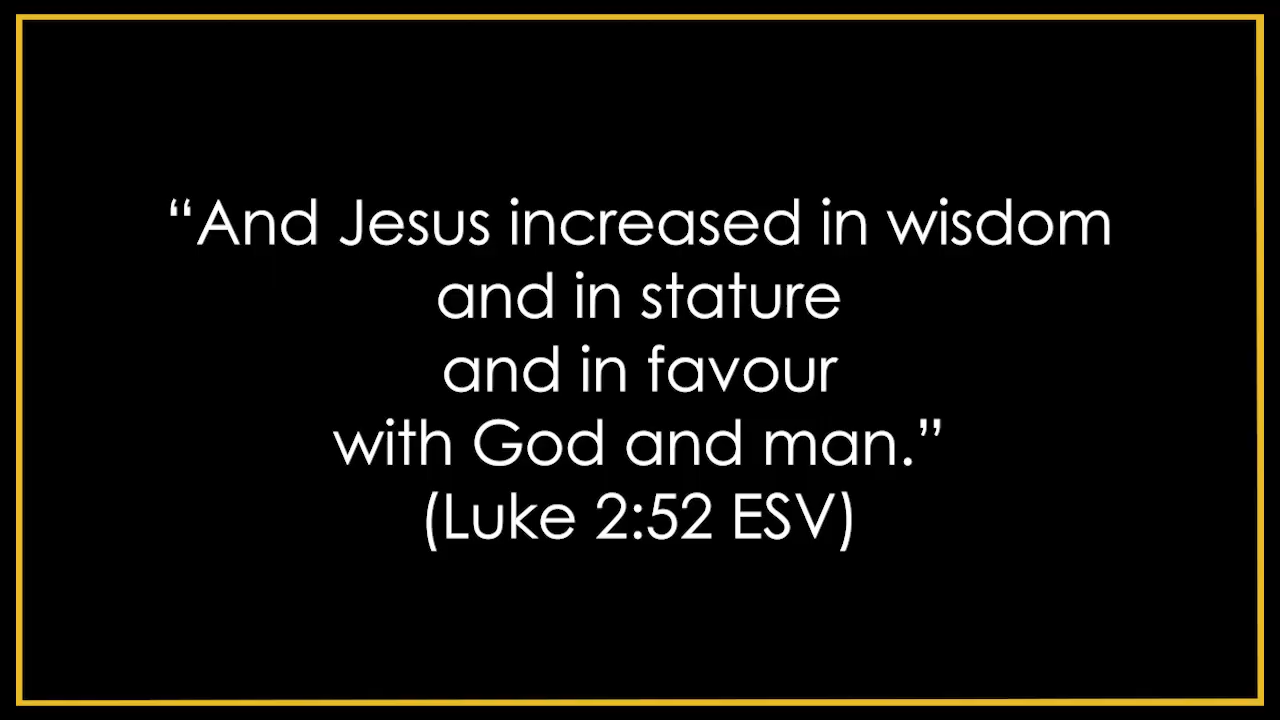 “And Jesus increased in wisdom
and in stature
and in favour
with God and man.”
(Luke 2:52 ESV)